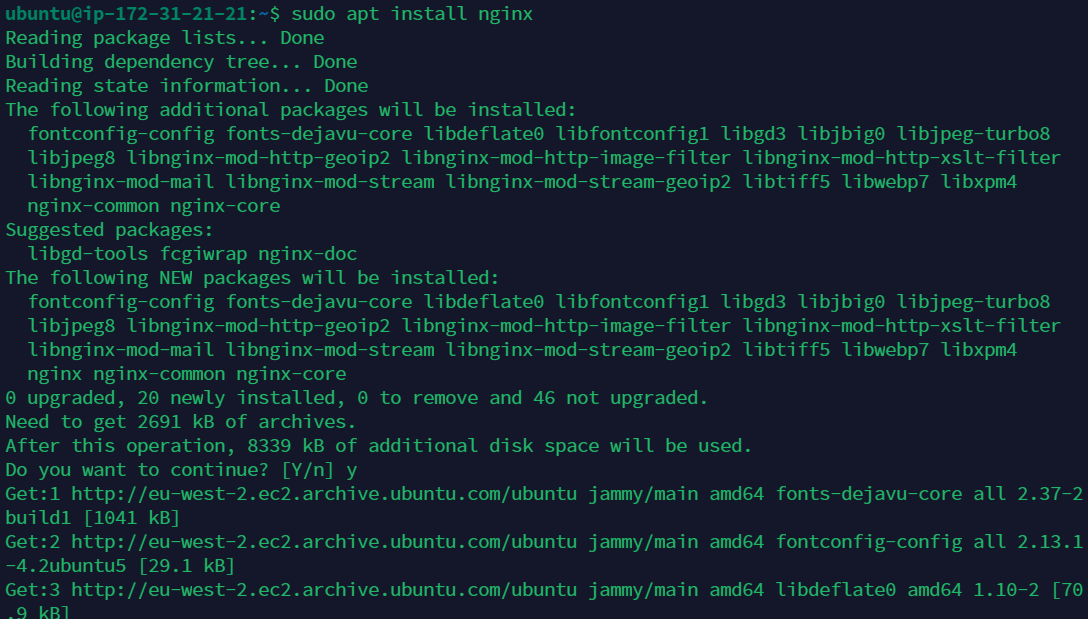 ubuntu@ip-172-31-21-21:~$ sudo apt install nginx
Reading package lists... Done
Building dependency tree... Done
Reading state information... Done
The following additional packages will be installed:
  fontconfig-config fonts-dejavu-core libdeflate0 libfontconfig1 libgd3 libjbig0 libjpeg-turbo8
  libjpeg8 libnginx-mod-http-geoip2 libnginx-mod-http-image-filter libnginx-mod-http-xslt-filter
  libnginx-mod-mail libnginx-mod-stream libnginx-mod-stream-geoip2 libtiff5 libwebp7 libxpm4
  nginx-common nginx-core
Suggested packages:
  libgd-tools fcgiwrap nginx-doc
The following NEW packages will be installed:
  fontconfig-config fonts-dejavu-core libdeflate0 libfontconfig1 libgd3 libjbig0 libjpeg-turbo8
  libjpeg8 libnginx-mod-http-geoip2 libnginx-mod-http-image-filter libnginx-mod-http-xslt-filter
  libnginx-mod-mail libnginx-mod-stream libnginx-mod-stream-geoip2 libtiff5 libwebp7 libxpm4
  nginx nginx-common nginx-core
0 upgraded, 20 newly installed, 0 to remove and 46 not upgraded.
Need to get 2691 kB of archives.
After this operation, 8339 kB of additional disk space will be used.
Do you want to continue? [Y/n] y
Get:1 http://eu-west-2.ec2.archive.ubuntu.com/ubuntu jammy/main amd64 fonts-dejavu-core all 2.37-2
build1 [1041 kB]
Get:2 http://eu-west-2.ec2.archive.ubuntu.com/ubuntu jammy/main amd64 fontconfig-config all 2.13.1
-4.2ubuntu5 [29.1 kB]
Get:3 http://eu-west-2.ec2.archive.ubuntu.com/ubuntu jammy/main amd64 libdeflate0 amd64 1.10-2 [70
.9 kB]